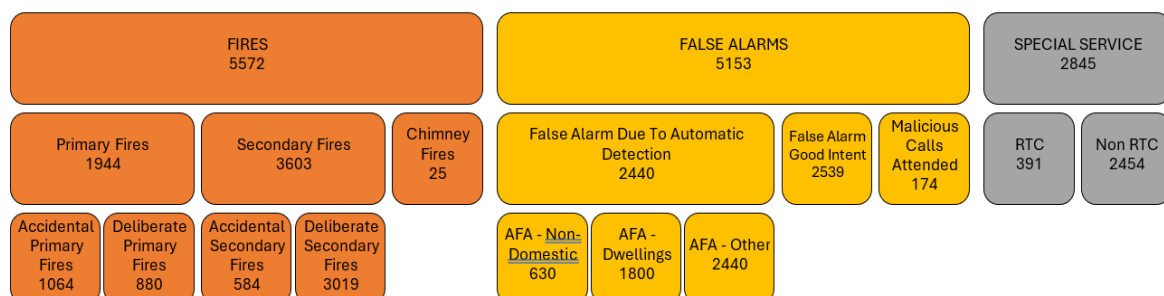 FIRES
5572
FALSE ALARMS
5153
SPECIAL SERVICE
2845
Primary Fires
1944
Secondary Fires
3603
Chimney
Fires
25
False Alarm Due To Automatic
Detection
2440
False Alarm
Good Intent
2539
Malicious
Calls
Attended
174
RTC
391
Non RTC
2454
Accidental
Primary
Fires
1064
Deliberate
Primary
Fires
880
Accidental
Secondary
Fires
584
Deliberate
Secondary
Fires
3019
AFA - Non-
Domestic
630
AFA -
Dwellings
1800
AFA - Other
2440